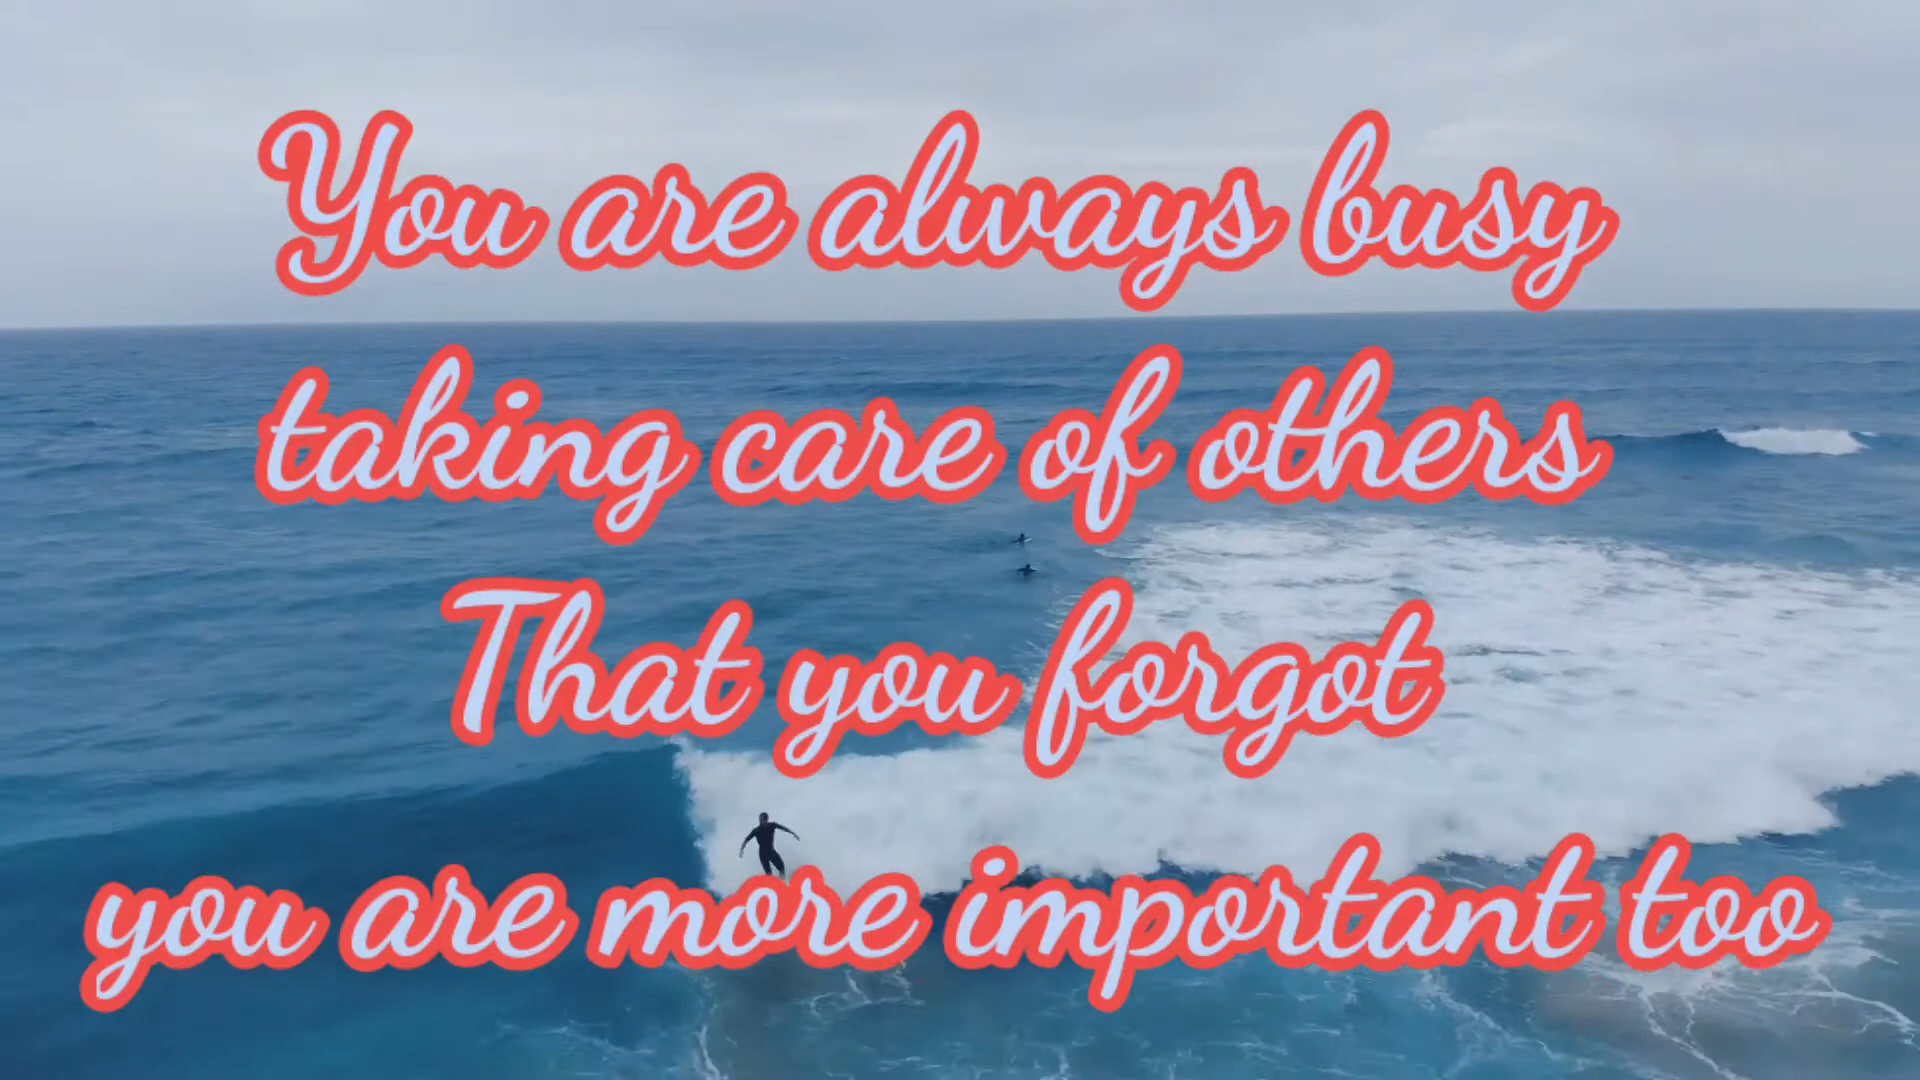 You are always busy
taking care of others
That you forgot
you are more important too